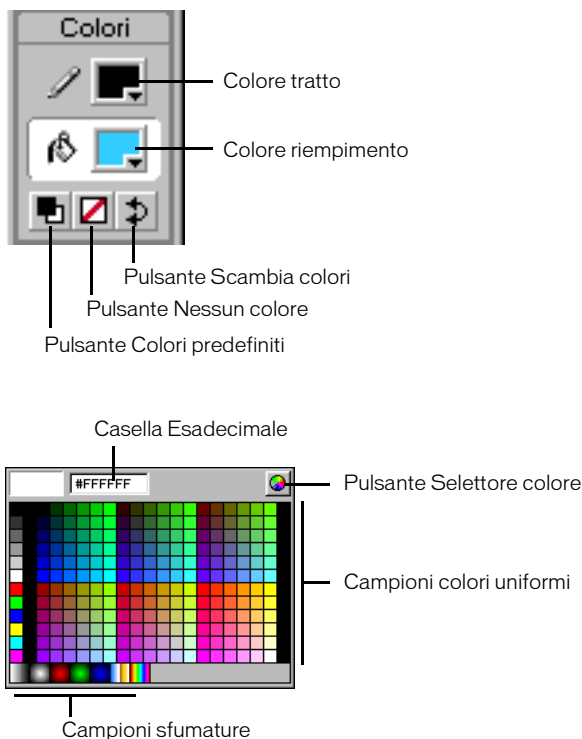 Colori
Colore tratto
Colore riempimento
Pulsante Scambia colori
Pulsante Nessun colore
Pulsante Colori predefiniti
Casella Esadecimale
#FFFFFF
Pulsante Selettore colore
Campioni colori uniformi
Campioni sfumature